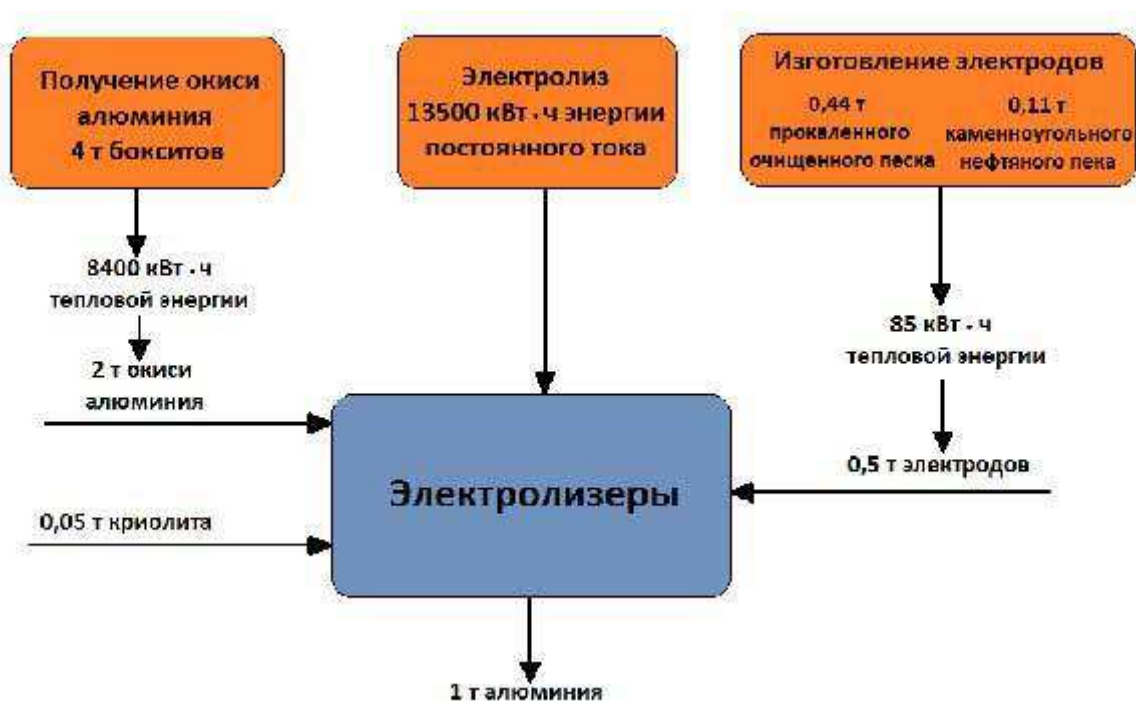 Получение окиси
алюминия
4 т бокситов
Электролиз
13500 кВт · ч энергии
постоянного тока
Изготовление электродов
0,44 т
прокаленного
очищенного песка
0,11 т
каменноугольного
нефтяного пека
8400 кВт · ч
тепловой энергии
2 т окиси
алюминия
85 кВт · ч
тепловой энергии
0,5 т электродов
Электролизеры
0,05 т криолита
1 т алюминия